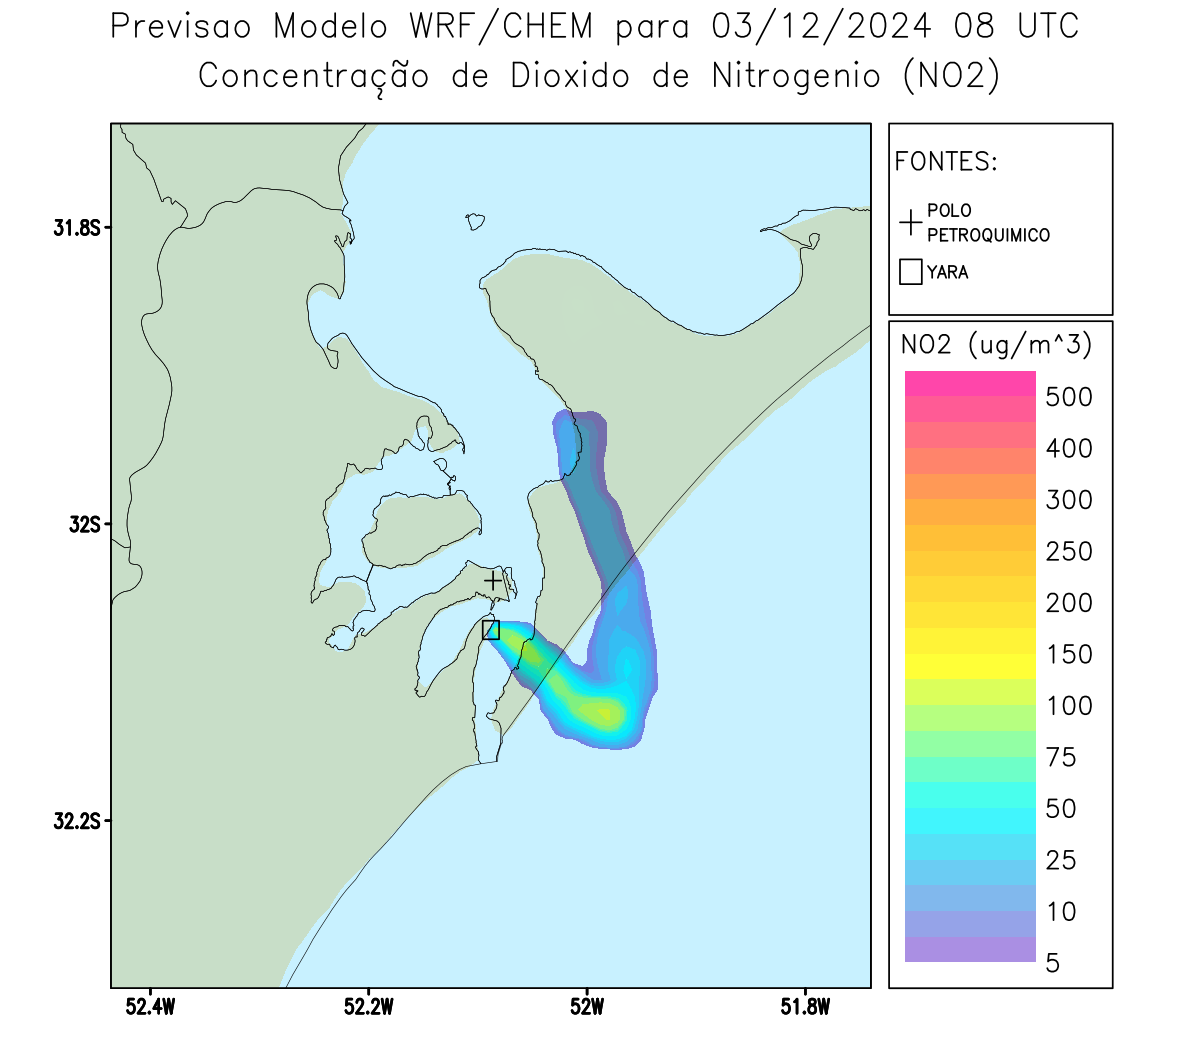 Previsao Modelo WRF/CHEM para 03/12/2024 08 UTC
Concentração de Dioxido de Nitrogenio (NO2)
FONTES:
POLO
PETROQUIMICO
YARA
NO2 (ug/m^3)
500
400
300
250
200
150
100
75
50
25
10
5
31.8S
32S
32.2S
52.4W
52.2W
52W
51.8W